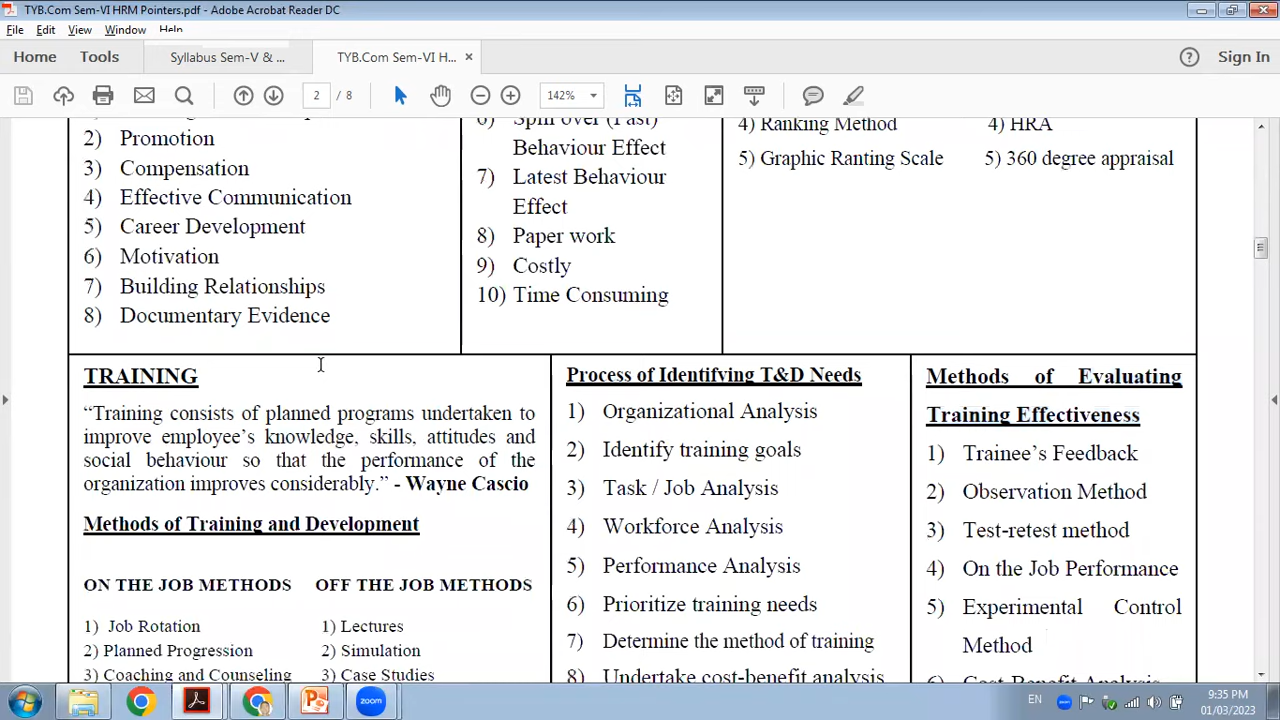 TYB.Com Sem-VI HRM Pointers.pdf - Adobe Acrobat Reader DC
File Edit View Window Help
Home Tools Syllabus Sem-V & ... TYB.Com Sem-VI H... × Sign In
2 / 8 142%
2) Promotion
3) Compensation
4) Effective Communication
5) Career Development
6) Motivation
7) Building Relationships
8) Documentary Evidence
6) Spill over (Past)
Behaviour Effect
7) Latest Behaviour
Effect
8) Paper work
9) Costly
10) Time Consuming
4) Ranking Method 4) HRA
5) Graphic Ranting Scale 5) 360 degree appraisal
TRAINING
“Training consists of planned programs undertaken to
improve employee’s knowledge, skills, attitudes and
social behaviour so that the performance of the
organization improves considerably.” - Wayne Cascio
Methods of Training and Development
ON THE JOB METHODS OFF THE JOB METHODS
1) Job Rotation 1) Lectures
2) Planned Progression 2) Simulation
3) Coaching and Counseling 3) Case Studies
Process of Identifying T&D Needs
1) Organizational Analysis
2) Identify training goals
3) Task / Job Analysis
4) Workforce Analysis
5) Performance Analysis
6) Prioritize training needs
7) Determine the method of training
8) Undertake cost-benefit analysis
Methods of Evaluating
Training Effectiveness
1) Trainee’s Feedback
2) Observation Method
3) Test-retest method
4) On the Job Performance
5) Experimental Control
Method
6) Cost Benefit Analysis
EN
9:35 PM
01/03/2023